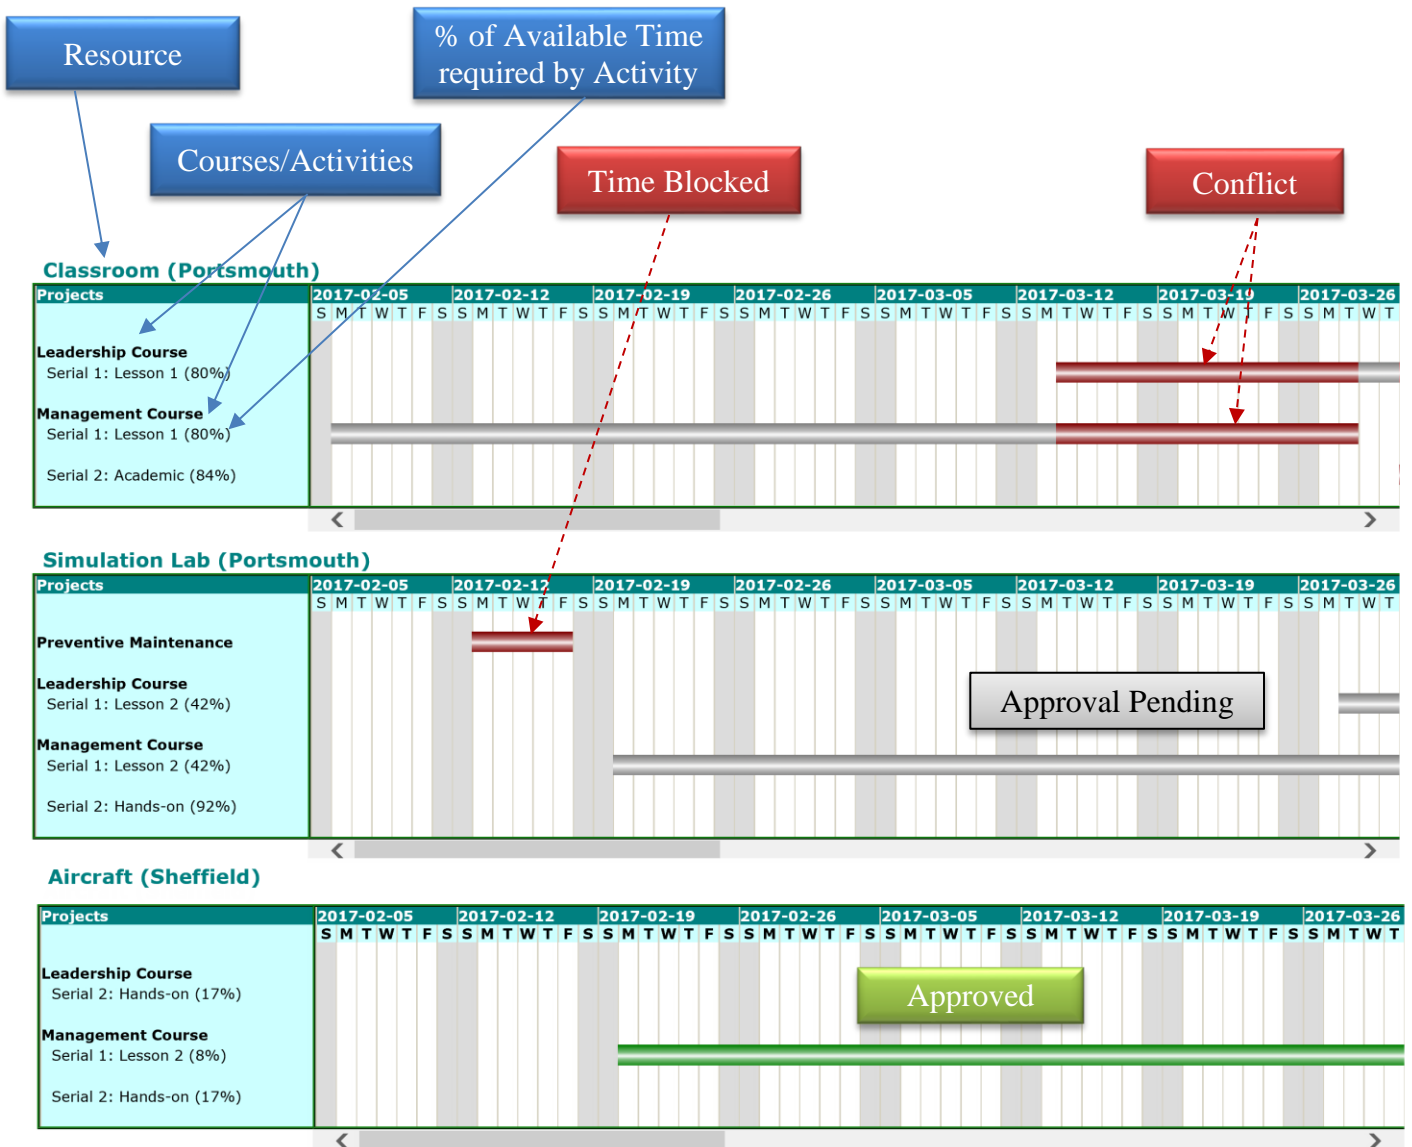 Resource
% of Available Time
required by Activity
Courses/Activities
Time Blocked
Conflict
Classroom (Portsmouth)
Projects 2017-02-05 2017-02-12 2017-02-19 2017-02-26 2017-03-05 2017-03-12 2017-03-19 2017-03-26
S M T W T F S S M T W T F S S M T W T F S S M T W T F S S M T W T F S S M T W T F S S M T W T F S S M T W T
Leadership Course
Serial 1: Lesson 1 (80%)
Management Course
Serial 1: Lesson 1 (80%)
Serial 2: Academic (84%)
Simulation Lab (Portsmouth)
Projects 2017-02-05 2017-02-12 2017-02-19 2017-02-26 2017-03-05 2017-03-12 2017-03-19 2017-03-26
S M T W T F S S M T W T F S S M T W T F S S M T W T F S S M T W T F S S M T W T F S S M T W T F S S M T W T
Preventive Maintenance
Leadership Course
Serial 1: Lesson 2 (42%)
Approval Pending
Management Course
Serial 1: Lesson 2 (42%)
Serial 2: Hands-on (92%)
Aircraft (Sheffield)
Projects 2017-02-05 2017-02-12 2017-02-19 2017-02-26 2017-03-05 2017-03-12 2017-03-19 2017-03-26
S M T W T F S S M T W T F S S M T W T F S S M T W T F S S M T W T F S S M T W T F S S M T W T F S S M T W T
Leadership Course
Serial 2: Hands-on (17%)
Approved
Management Course
Serial 1: Lesson 2 (8%)
Serial 2: Hands-on (17%)